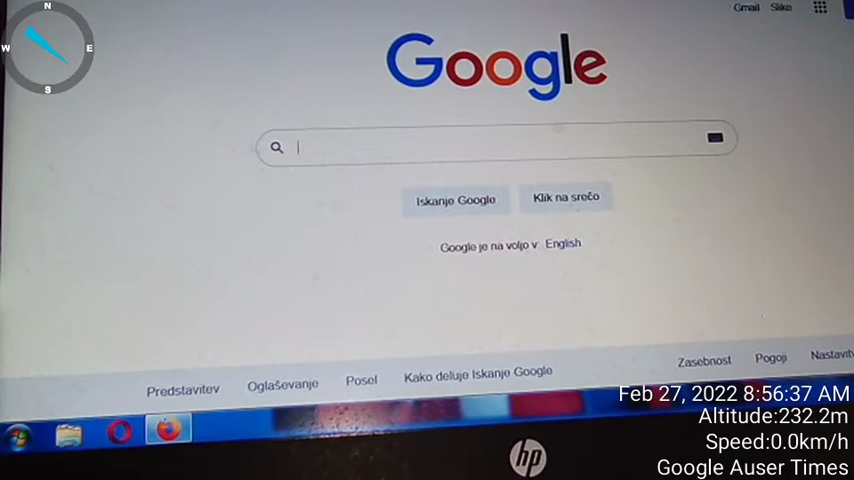 N
W E
S
Gmail Slike
Google
Iskanje Google Klik na srečo
Google je na voljo v: English
Predstavitev Oglaševanje Posel Kako deluje Iskanje Google Zasebnost Pogoji Nastavitv
hp
Feb 27, 2022 8:56:37 AM
Altitude:232.2m
Speed:0.0km/h
Google Auser Times